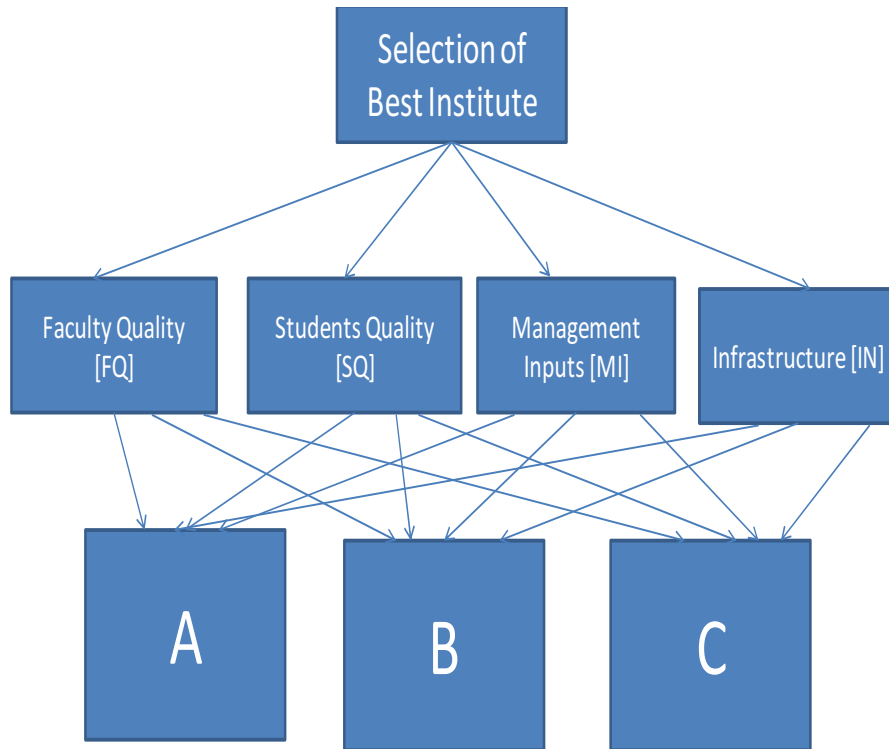 Selection of
Best Institute
Faculty Quality
[FQ]
Students Quality
[SQ]
Management
Inputs [MI]
Infrastructure [IN]
A
B
C